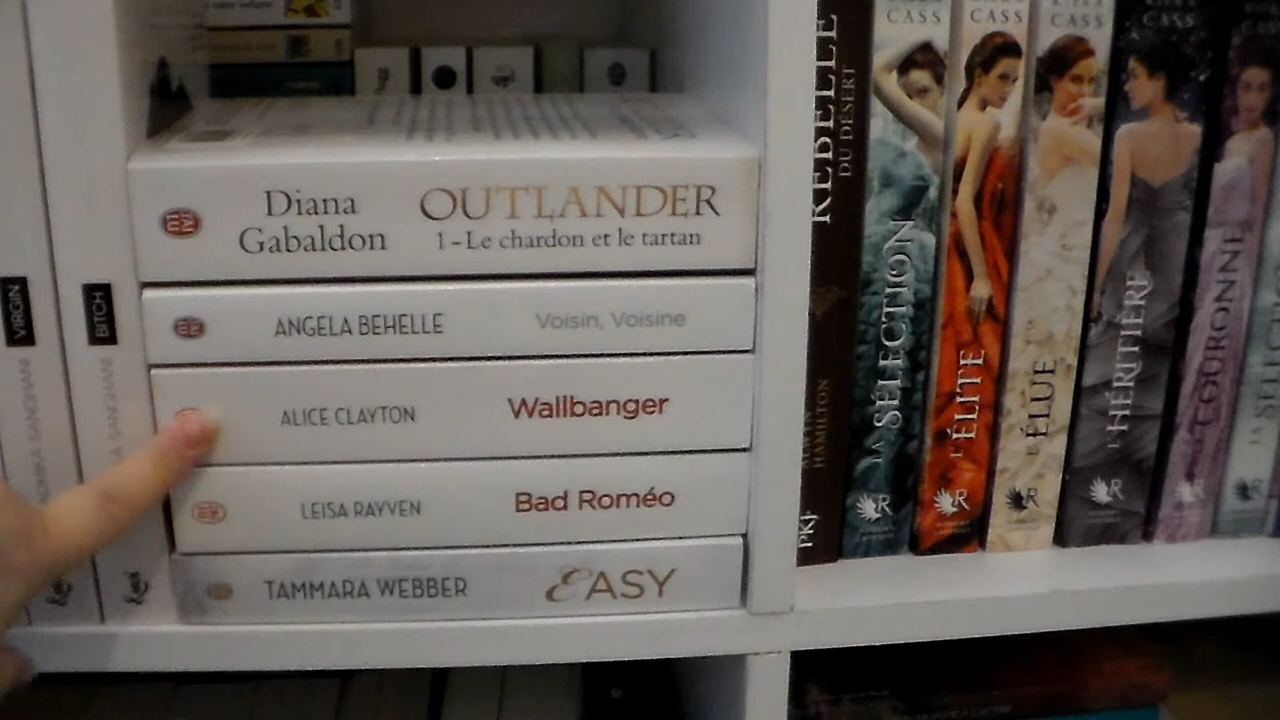 VIRGIN
BITCH
Diana
Gabaldon
OUTLANDER
1 - Le chardon et le tartan
ANGELA BEHELLE
Voisin, Voisine
ALICE CLAYTON
Wallbanger
LEISA RAYVEN
Bad Roméo
TAMMARA WEBBER
EASY
REBELLE
DU DÉSERT
HAMILTON
PKJ
CASS
LA SÉLECTION
CASS
L'ÉLITE
R
CASS
L'ÉLUE
CASS
L'HÉRITIÈRE
LA COURONNE